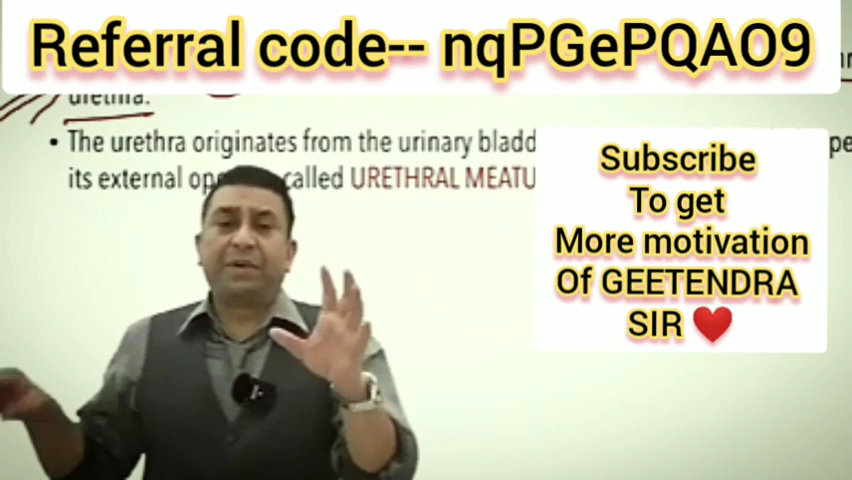 Referral code-- nqPGePQAO9
urethra.
• The urethra originates from the urinary bladd
its external op called URETHRAL MEATU
Subscribe
To get
More motivation
Of GEETENDRA
SIR ❤️